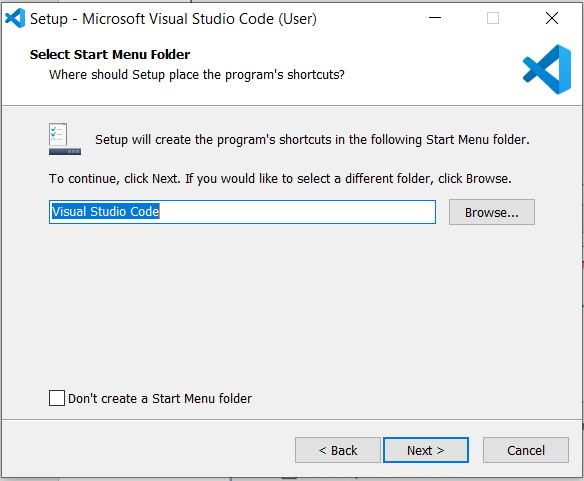 Setup - Microsoft Visual Studio Code (User)
Select Start Menu Folder
Where should Setup place the program's shortcuts?
Setup will create the program's shortcuts in the following Start Menu folder.
To continue, click Next. If you would like to select a different folder, click Browse.
Visual Studio Code
Browse...
Don't create a Start Menu folder
< Back
Next >
Cancel